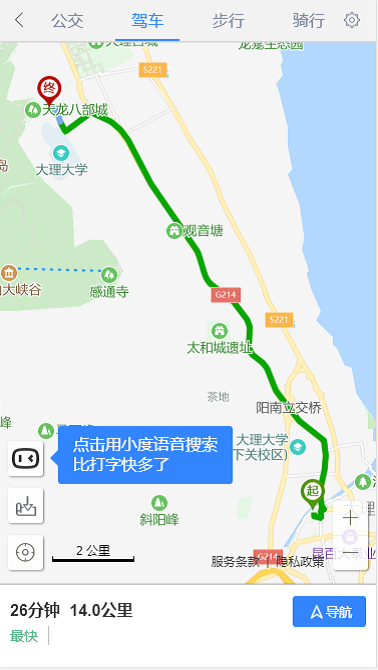 公交 驾车 步行 骑行
大理古城
龙龛生态园
S221
终
天龙八部城
大理大学
观音塘
感通寺
大峡谷
G214
S221
太和城遗址
茶地
阳南立交桥
大理大学
下关校区)
点击用小度语音搜索
比打字快多了
起
斜阳峰
2 公里
G214
服务条款 | 隐私政策
26分钟 14.0公里
导航
最快